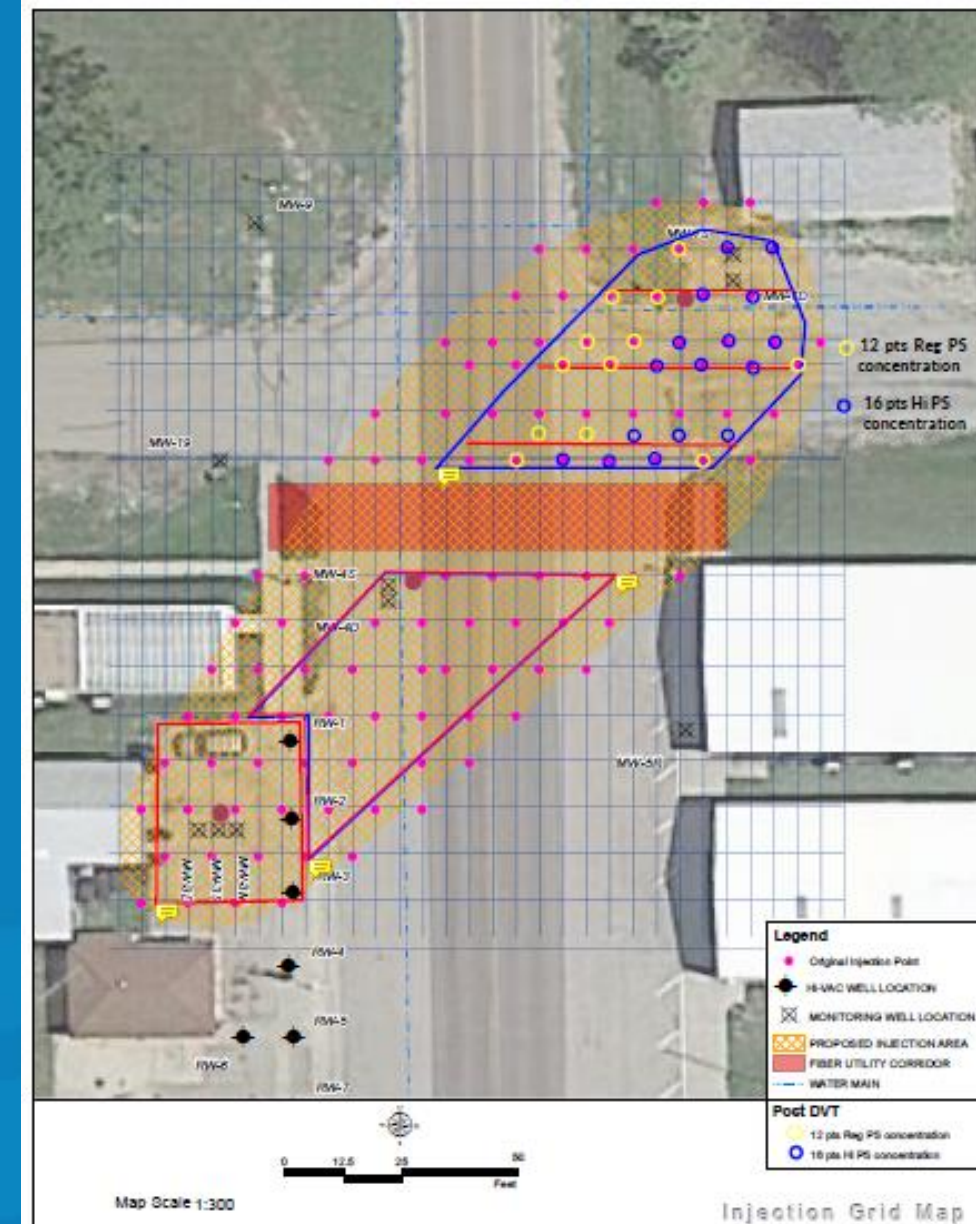 MW-9
12 pts Reg PS
concentration
16 pts Hi PS
concentration
MW-19
MW-4S
MW-4D
RW-1
MW-5R
RW-2
RW-3
RW-4
RW-5
RW-6
RW-7
Legend
Original Injection Point
HI-VAC WELL LOCATION
MONITORING WELL LOCATION
PROPOSED INJECTION AREA
FIBER UTILITY CORRIDOR
WATER MAIN
Post DVT
12 pts Reg PS concentration
16 pts Hi PS concentration
0 12.5 25 50
Feet
Map Scale 1:300
Injection Grid Map